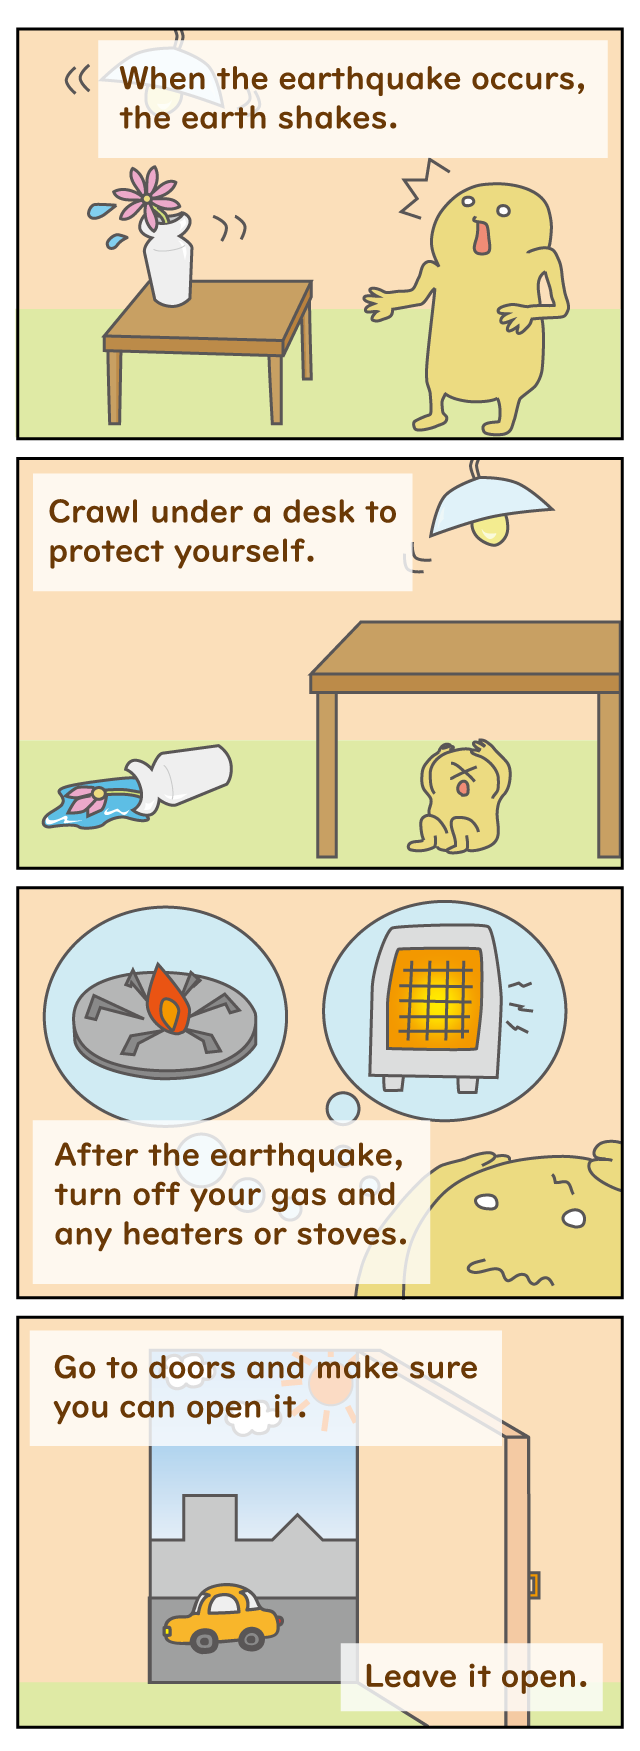 When the earthquake occurs,
the earth shakes.
Crawl under a desk to
protect yourself.
After the earthquake,
turn off your gas and
any heaters or stoves.
Go to doors and make sure
you can open it.
Leave it open.